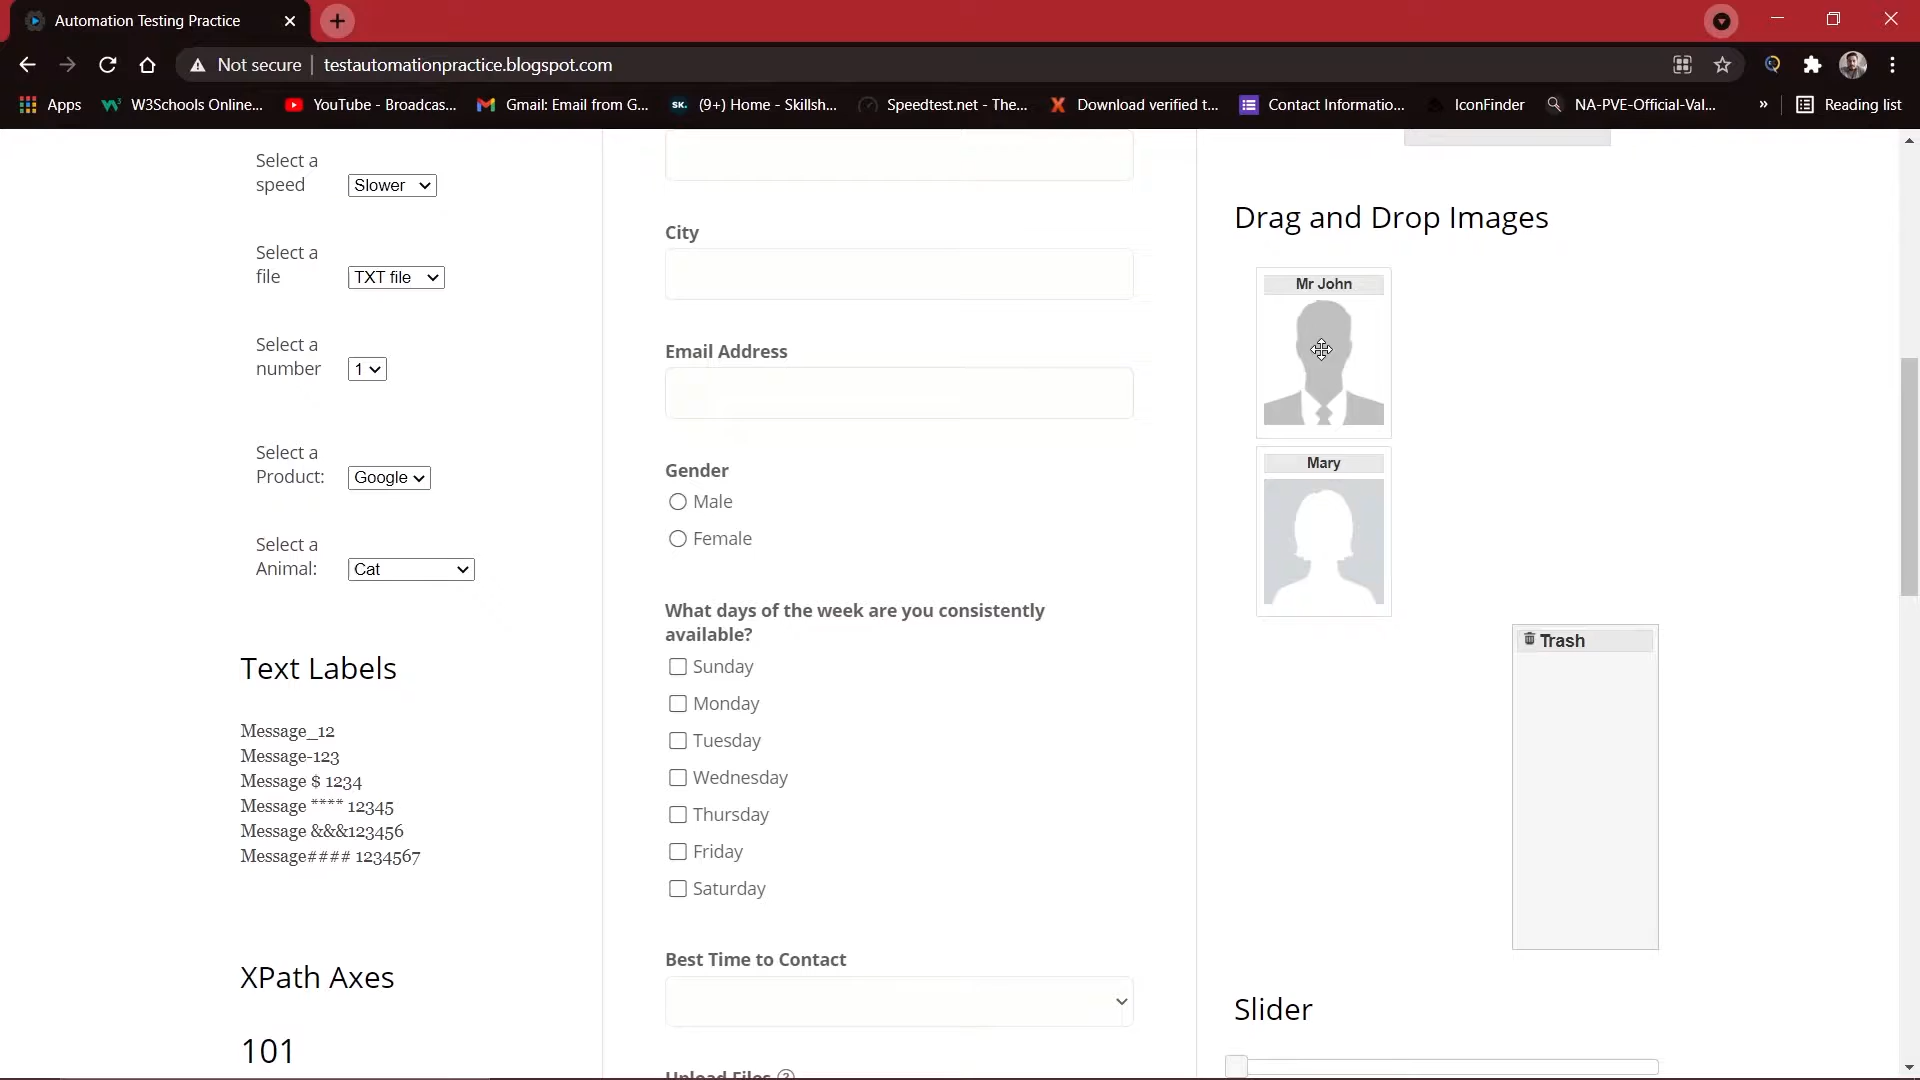 Automation Testing Practice
Not secure
testautomationpractice.blogspot.com
Apps
W3Schools Online...
YouTube - Broadcas...
Gmail: Email from G...
SK.
(9+) Home - Skillsh...
Speedtest.net - The...
Download verified t...
Contact Informatio...
IconFinder
NA-PVE-Official-Val...
»
Reading list
Select a
speed
Slower
Select a
file
TXT file
Select a
number
1
Select a
Product:
Google
Select a
Animal:
Cat
Text Labels
Message_12
Message-123
Message $ 1234
Message **** 12345
Message &&&123456
Message#### 1234567
XPath Axes
101
City
Email Address
Gender
Male
Female
What days of the week are you consistently
available?
Sunday
Monday
Tuesday
Wednesday
Thursday
Friday
Saturday
Best Time to Contact
Upload Files
Drag and Drop Images
Mr John
Mary
Trash
Slider